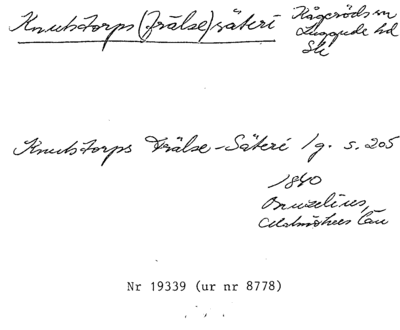 Knutstorps (frälse) säteri
Kågeröds sn
Luggude hd
Sk
Knutstorps Frälse-Säteri lg. s. 205
1840
Bruzelius,
Malmöhus län
Nr 19339 (ur nr 8778)